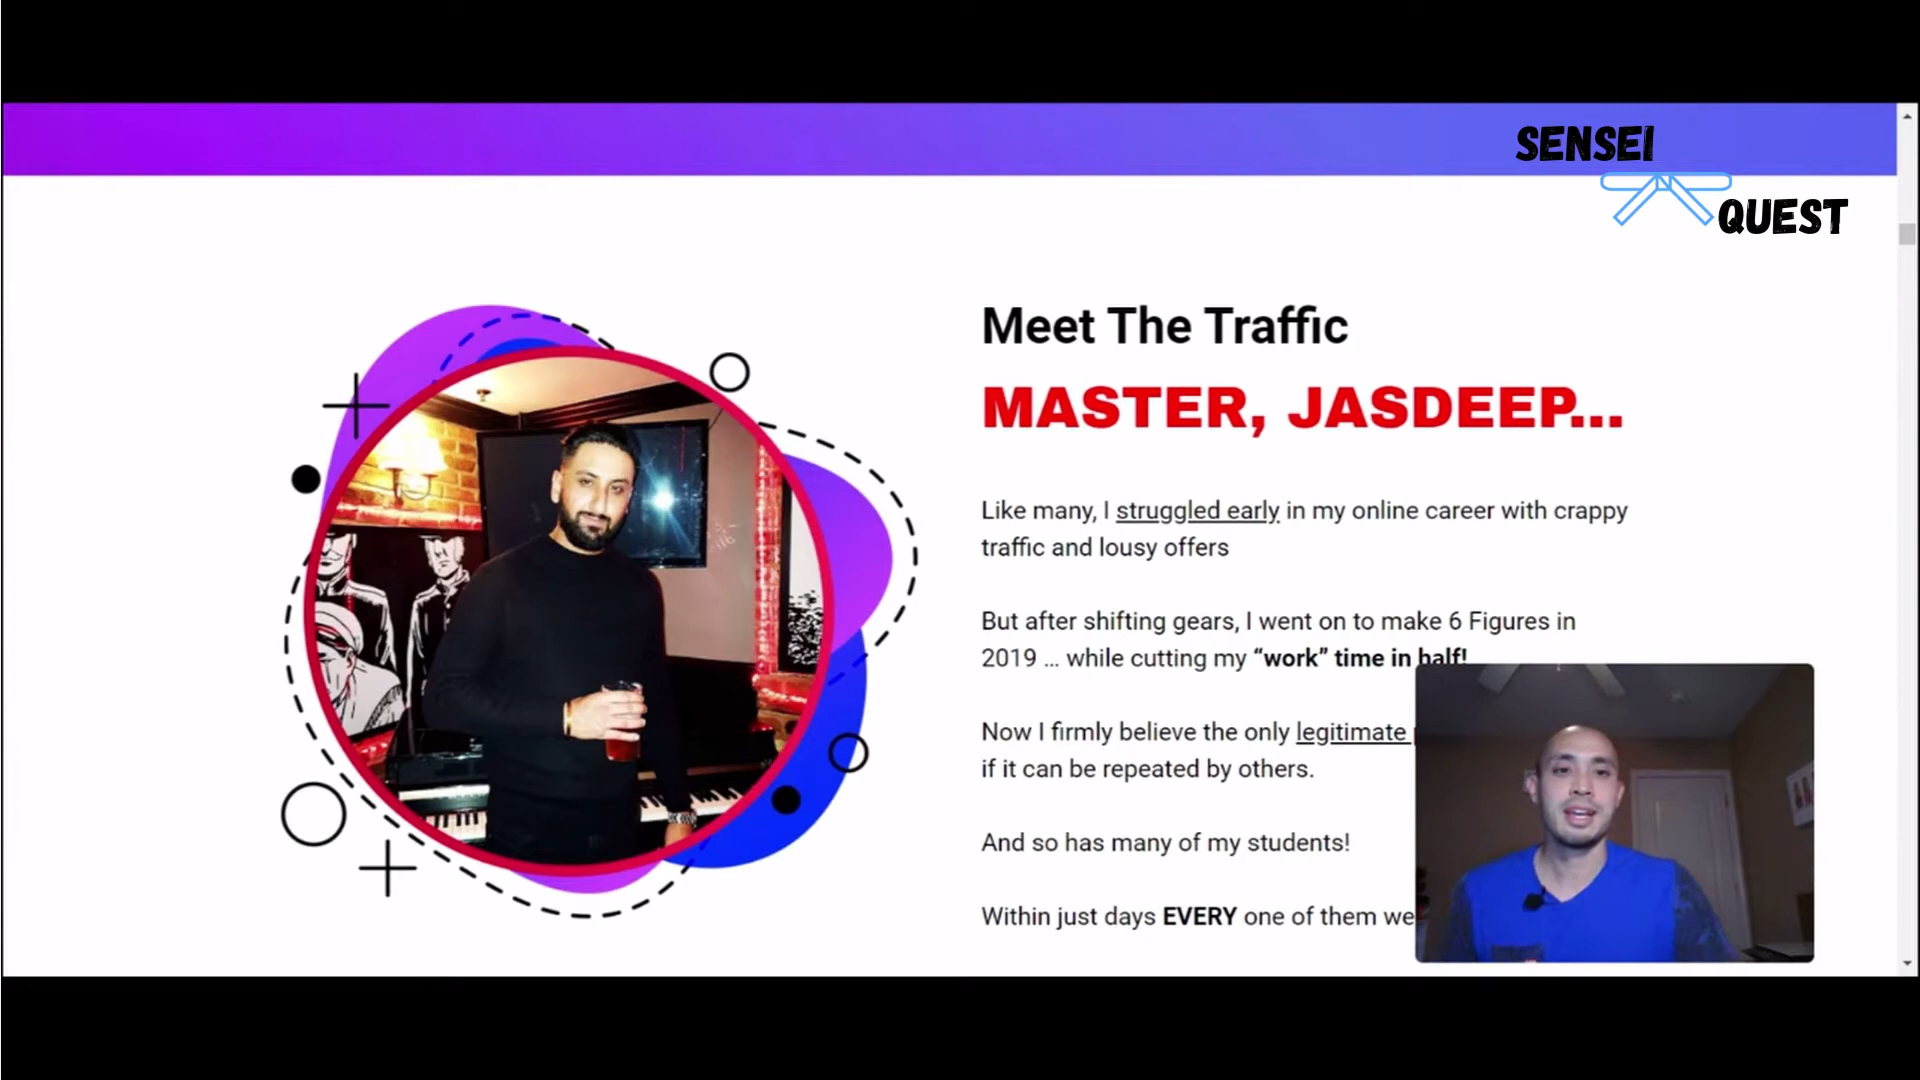 SENSEI
QUEST
Meet The Traffic
MASTER, JASDEEP...
Like many, I struggled early in my online career with crappy
traffic and lousy offers
But after shifting gears, I went on to make 6 Figures in
2019 ... while cutting my “work” time in half!
Now I firmly believe the only legitimate
if it can be repeated by others.
And so has many of my students!
Within just days EVERY one of them we